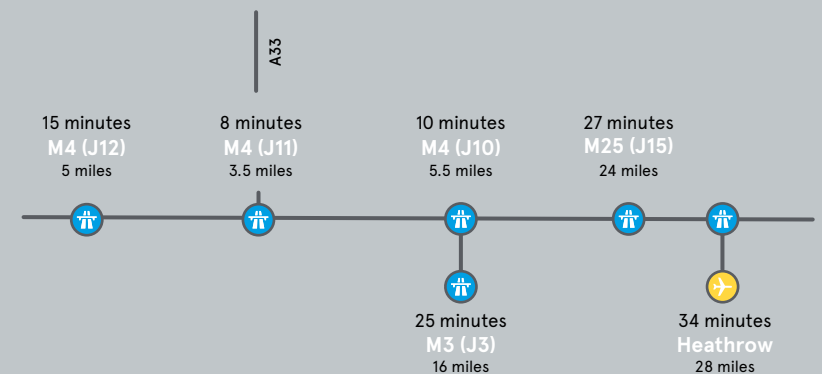 A33
15 minutes
M4 (J12)
5 miles
8 minutes
M4 (J11)
3.5 miles
10 minutes
M4 (J10)
5.5 miles
27 minutes
M25 (J15)
24 miles
25 minutes
M3 (J3)
16 miles
34 minutes
Heathrow
28 miles